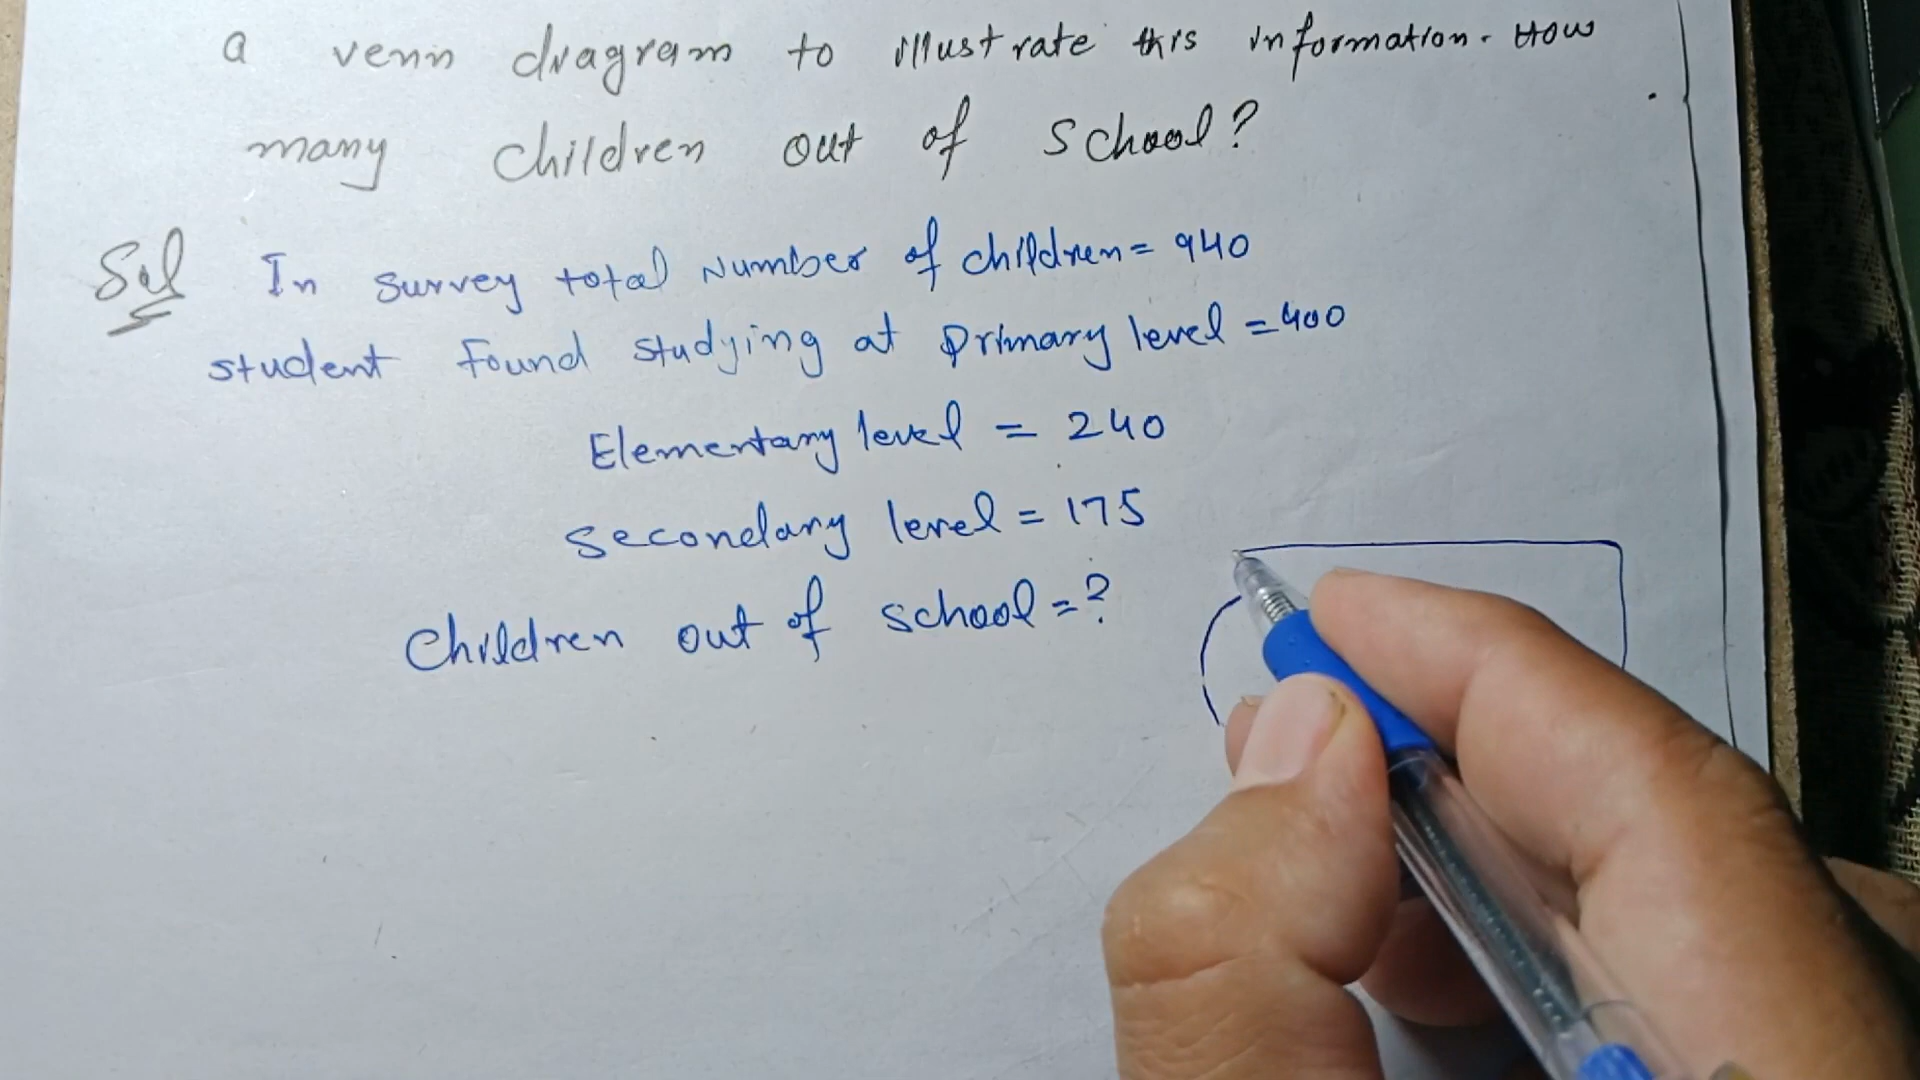 a venn diagram to illustrate this information. How
many children out of school?
Sol In survey total Number of children = 940
student Found studying at primary level = 400
Elementary level = 240
secondary level = 175
children out of school = ?